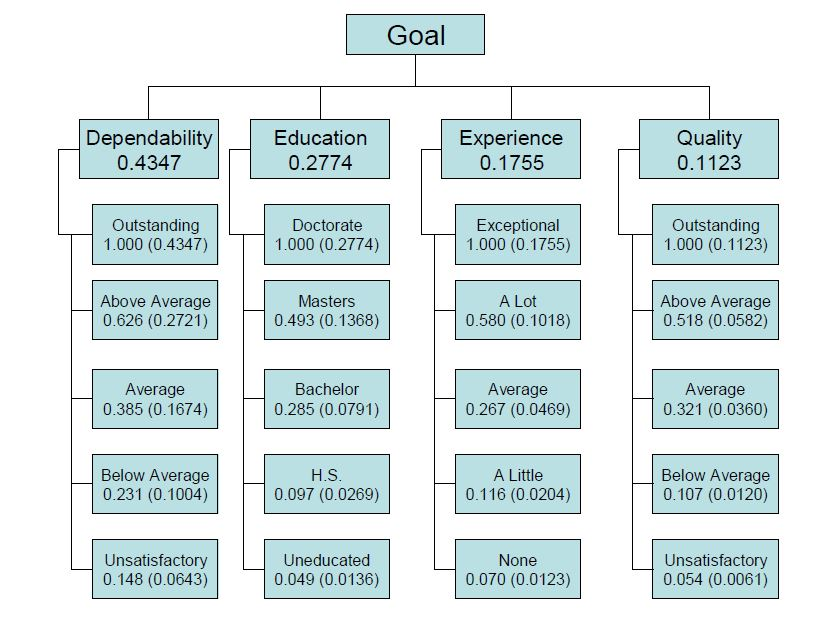 Goal
Dependability
0.4347
Education
0.2774
Experience
0.1755
Quality
0.1123
Outstanding
1.000 (0.4347)
Doctorate
1.000 (0.2774)
Exceptional
1.000 (0.1755)
Outstanding
1.000 (0.1123)
Above Average
0.626 (0.2721)
Masters
0.493 (0.1368)
A Lot
0.580 (0.1018)
Above Average
0.518 (0.0582)
Average
0.385 (0.1674)
Bachelor
0.285 (0.0791)
Average
0.267 (0.0469)
Average
0.321 (0.0360)
Below Average
0.231 (0.1004)
H.S.
0.097 (0.0269)
A Little
0.116 (0.0204)
Below Average
0.107 (0.0120)
Unsatisfactory
0.148 (0.0643)
Uneducated
0.049 (0.0136)
None
0.070 (0.0123)
Unsatisfactory
0.054 (0.0061)